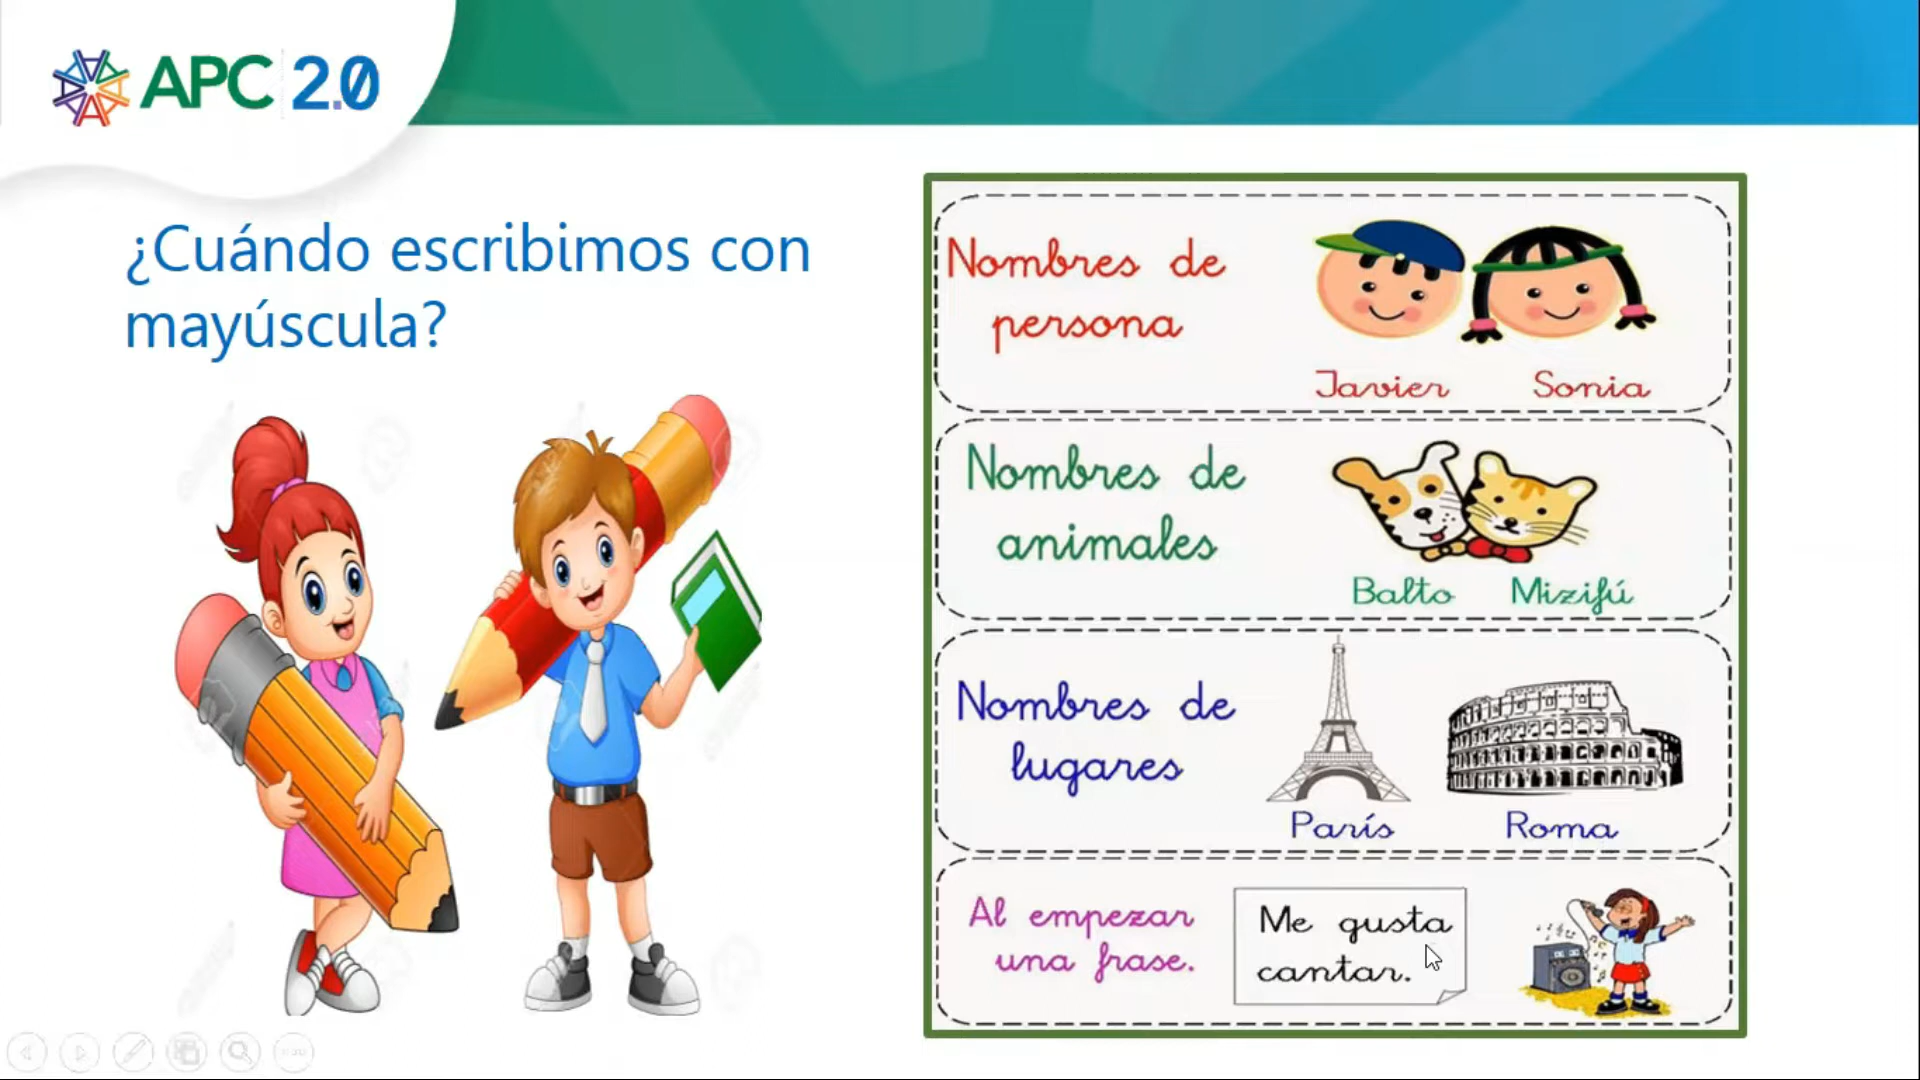 APC 2.0
¿Cuándo escribimos con
mayúscula?
Nombres de
persona
Javier Sonia
Nombres de
animales
Balto Mizifú
Nombres de
lugares
París Roma
Al empezar
una frase.
Me gusta
cantar.